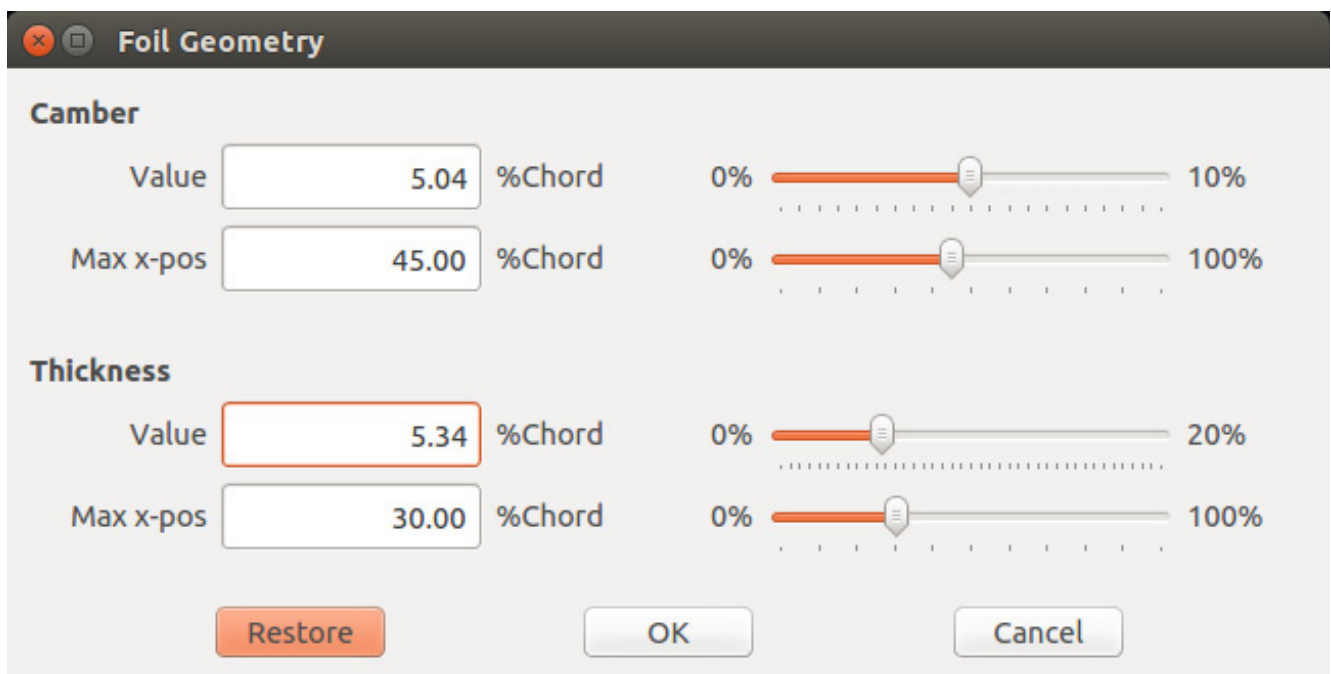 Foil Geometry
Camber
Value 5.04 %Chord 0% 10%
Max x-pos 45.00 %Chord 0% 100%
Thickness
Value 5.34 %Chord 0% 20%
Max x-pos 30.00 %Chord 0% 100%
Restore OK Cancel